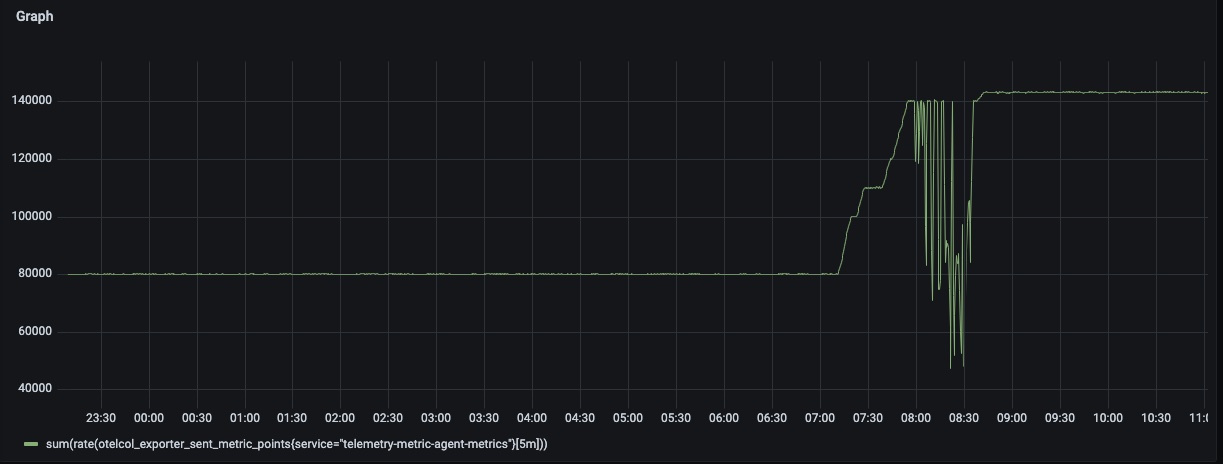 Graph
140000
120000
100000
80000
60000
40000
23:30 00:00 00:30 01:00 01:30 02:00 02:30 03:00 03:30 04:00 04:30 05:00 05:30 06:00 06:30 07:00 07:30 08:00 08:30 09:00 09:30 10:00 10:30
sum(rate(otelcol_exporter_sent_metric_points{service="telemetry-metric-agent-metrics"}[5m]))